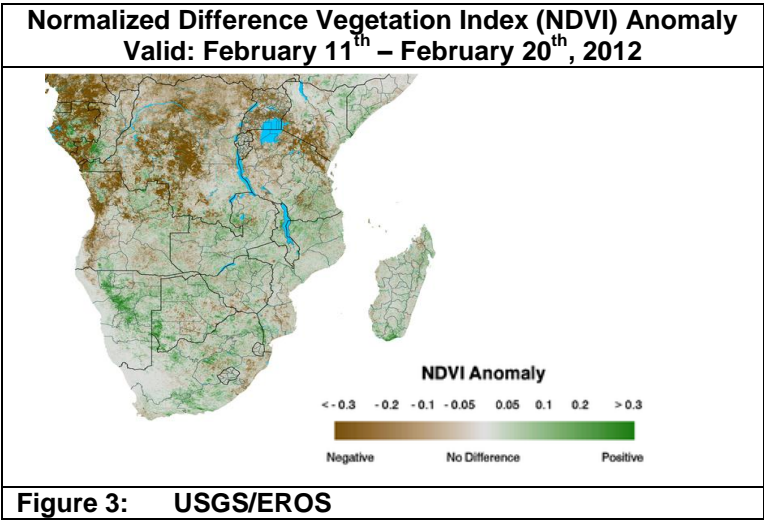 Normalized Difference Vegetation Index (NDVI) Anomaly
Valid: February 11th – February 20th, 2012
NDVI Anomaly
< - 0.3 - 0.2 - 0.1 - 0.05 0.05 0.1 0.2 > 0.3
Negative No Difference Positive
Figure 3: USGS/EROS